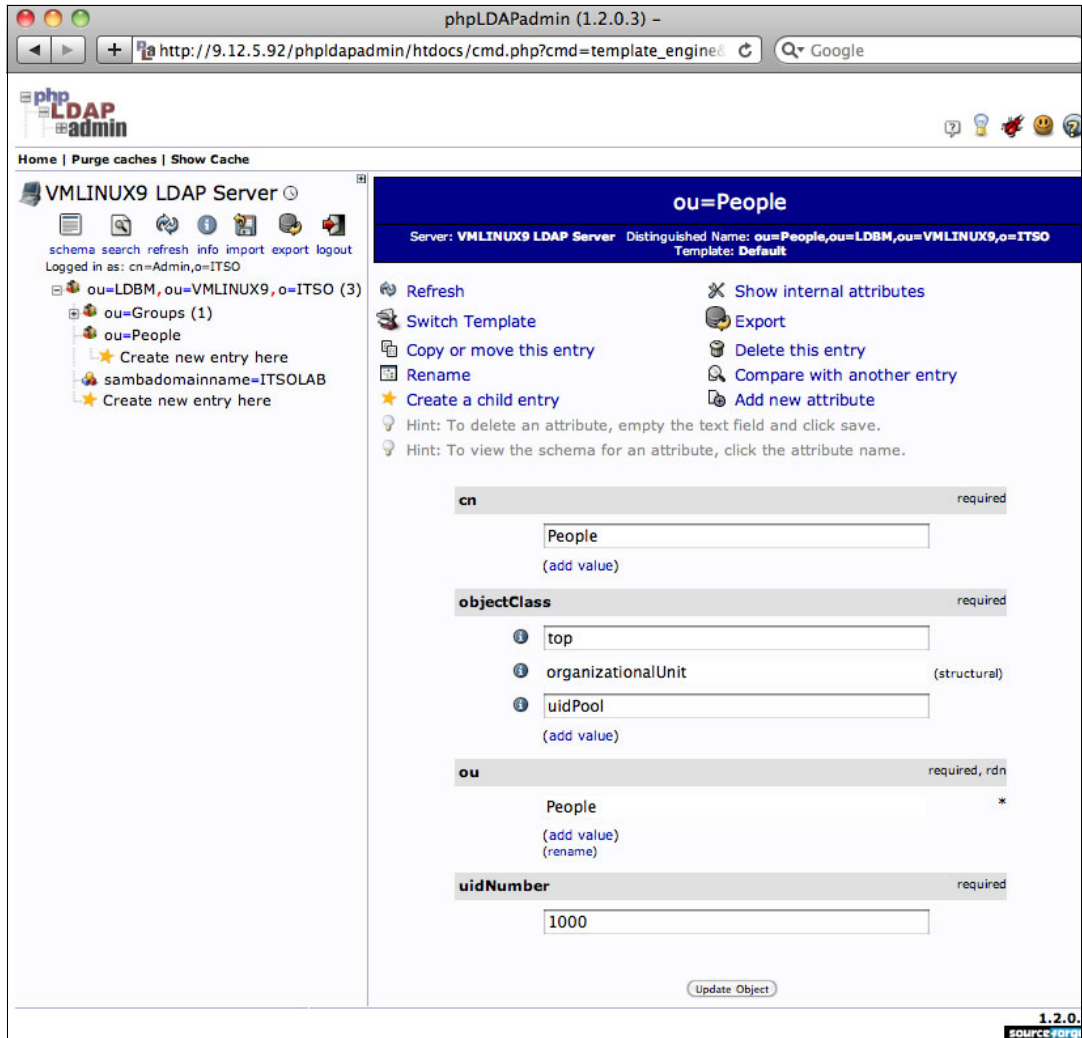 phpLDAPadmin (1.2.0.3) –
http://9.12.5.92/phpldapadmin/htdocs/cmd.php?cmd=template_engine&
Google
php
LDAP
admin
Home | Purge caches | Show Cache
VMLINUX9 LDAP Server
schema search refresh info import export logout
Logged in as: cn=Admin,o=ITSO
ou=LDBM,ou=VMLINUX9,o=ITSO (3)
ou=Groups (1)
ou=People
Create new entry here
sambadomainname=ITSOLAB
Create new entry here
ou=People
Server: VMLINUX9 LDAP Server Distinguished Name: ou=People,ou=LDBM,ou=VMLINUX9,o=ITSO
Template: Default
Refresh Show internal attributes
Switch Template Export
Copy or move this entry Delete this entry
Rename Compare with another entry
Create a child entry Add new attribute
Hint: To delete an attribute, empty the text field and click save.
Hint: To view the schema for an attribute, click the attribute name.
cn required
People
(add value)
objectClass required
top
organizationalUnit (structural)
uidPool
(add value)
ou required, rdn
People *
(add value)
(rename)
uidNumber required
1000
Update Object
1.2.0.
sourceforg